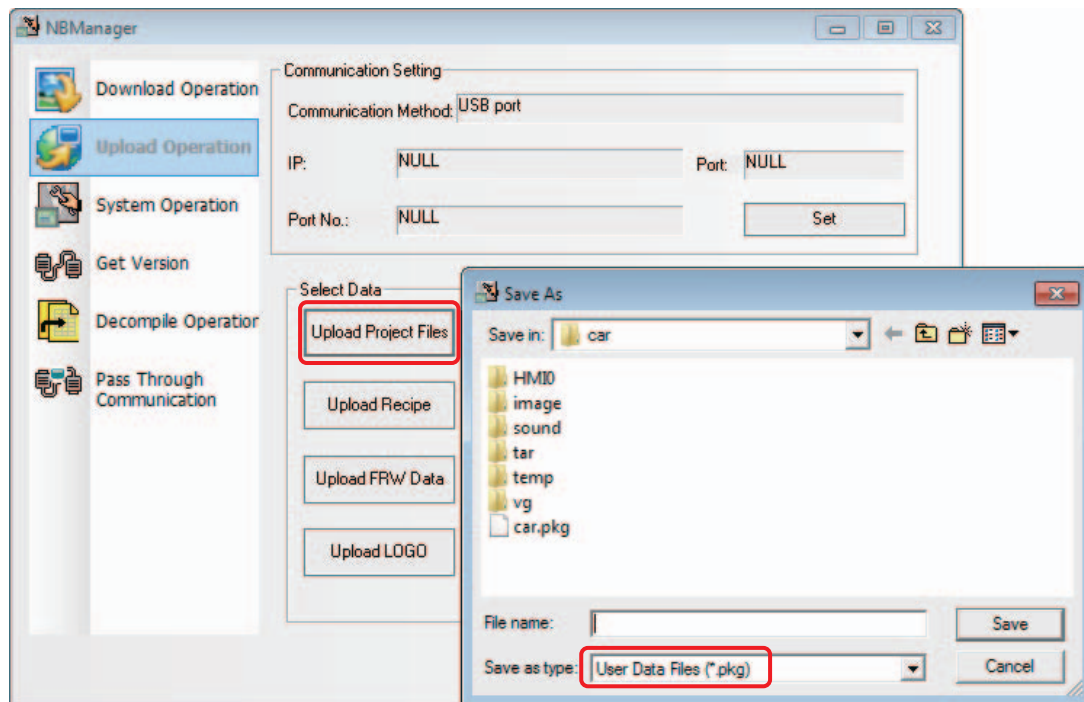 NBManager
Download Operation
Upload Operation
System Operation
Get Version
Decompile Operation
Pass Through
Communication
Communication Setting
Communication Method: USB port
IP: NULL Port: NULL
Port No.: NULL Set
Select Data
Upload Project Files
Upload Recipe
Upload FRW Data
Upload LOGO
Save As
Save in: car
HMI0
image
sound
tar
temp
vg
car.pkg
File name: Save
Save as type: User Data Files (*.pkg) Cancel